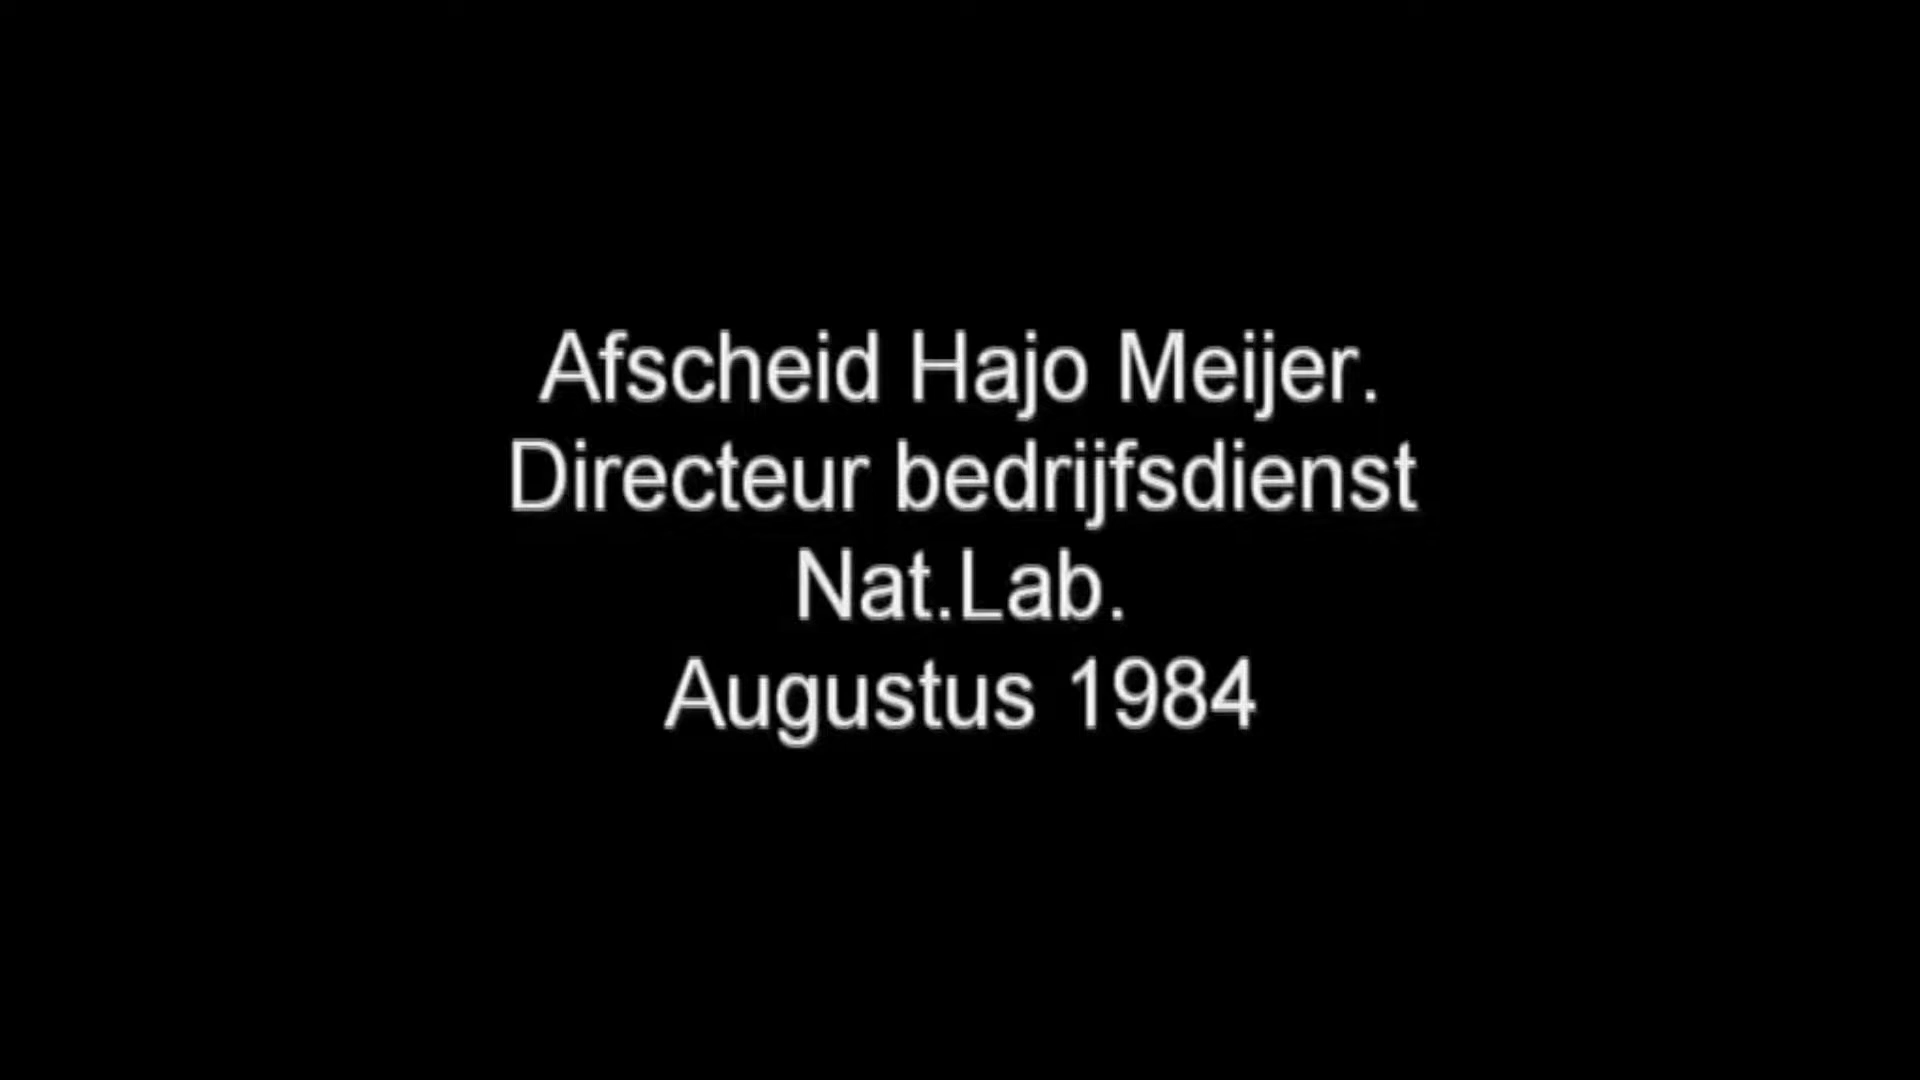 Afscheid Hajo Meijer.
Directeur bedrijfsdienst
Nat.Lab.
Augustus 1984